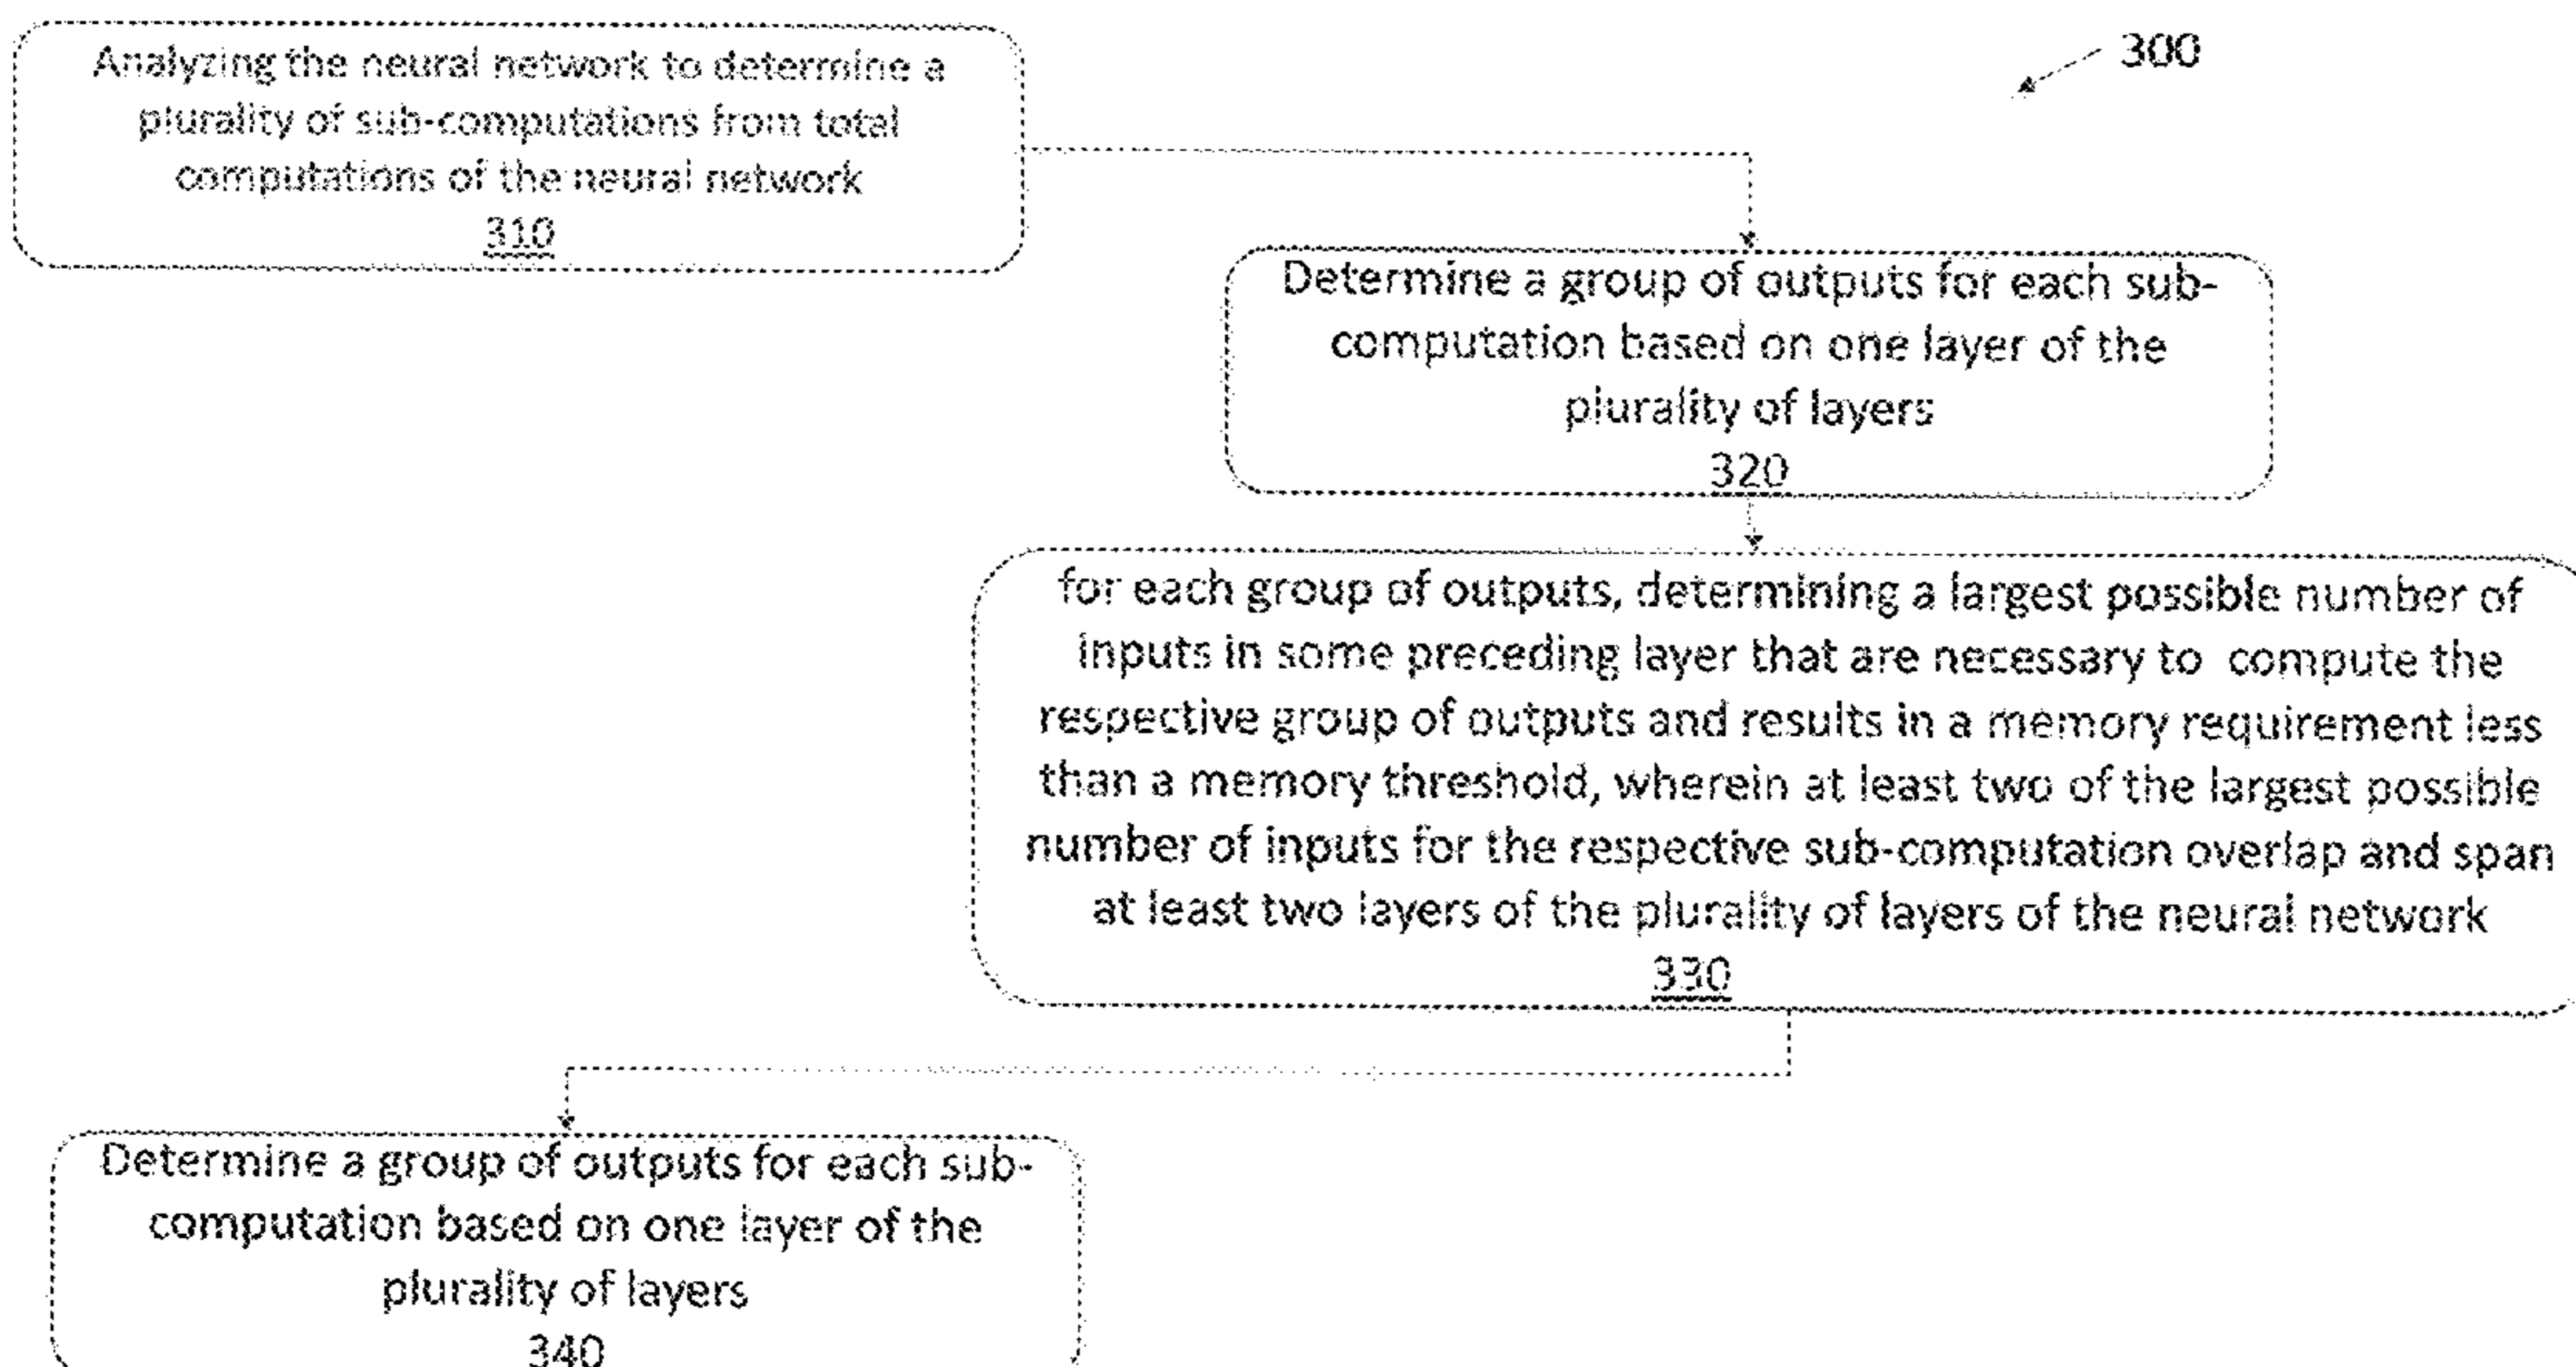 300
Analyzing the neural network to determine a
plurality of sub-computations from total
computations of the neural network
310
Determine a group of outputs for each sub-
computation based on one layer of the
plurality of layers
320
for each group of outputs, determining a largest possible number of
inputs in some preceding layer that are necessary to compute the
respective group of outputs and results in a memory requirement less
than a memory threshold, wherein at least two of the largest possible
number of inputs for the respective sub-computation overlap and span
at least two layers of the plurality of layers of the neural network
330
Determine a group of outputs for each sub-
computation based on one layer of the
plurality of layers
340